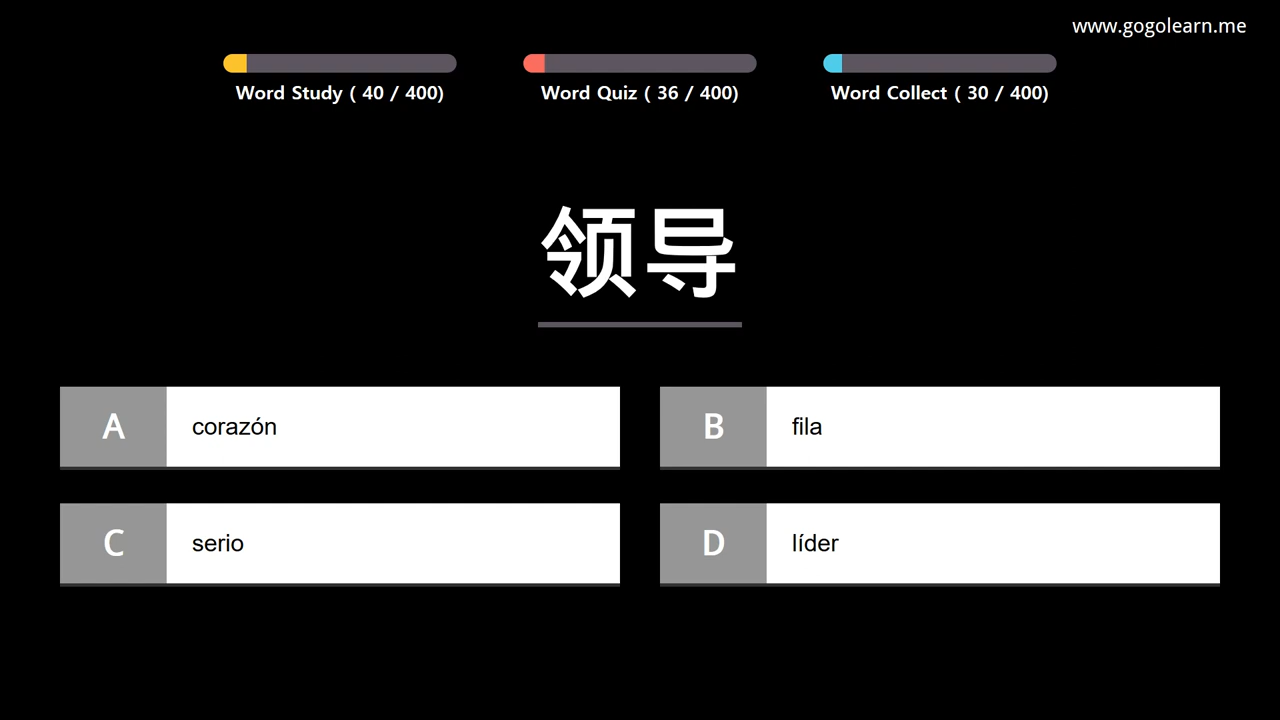 www.gogolearn.me
Word Study ( 40 / 400)
Word Quiz ( 36 / 400)
Word Collect ( 30 / 400)
领导
A
corazón
B
fila
C
serio
D
líder